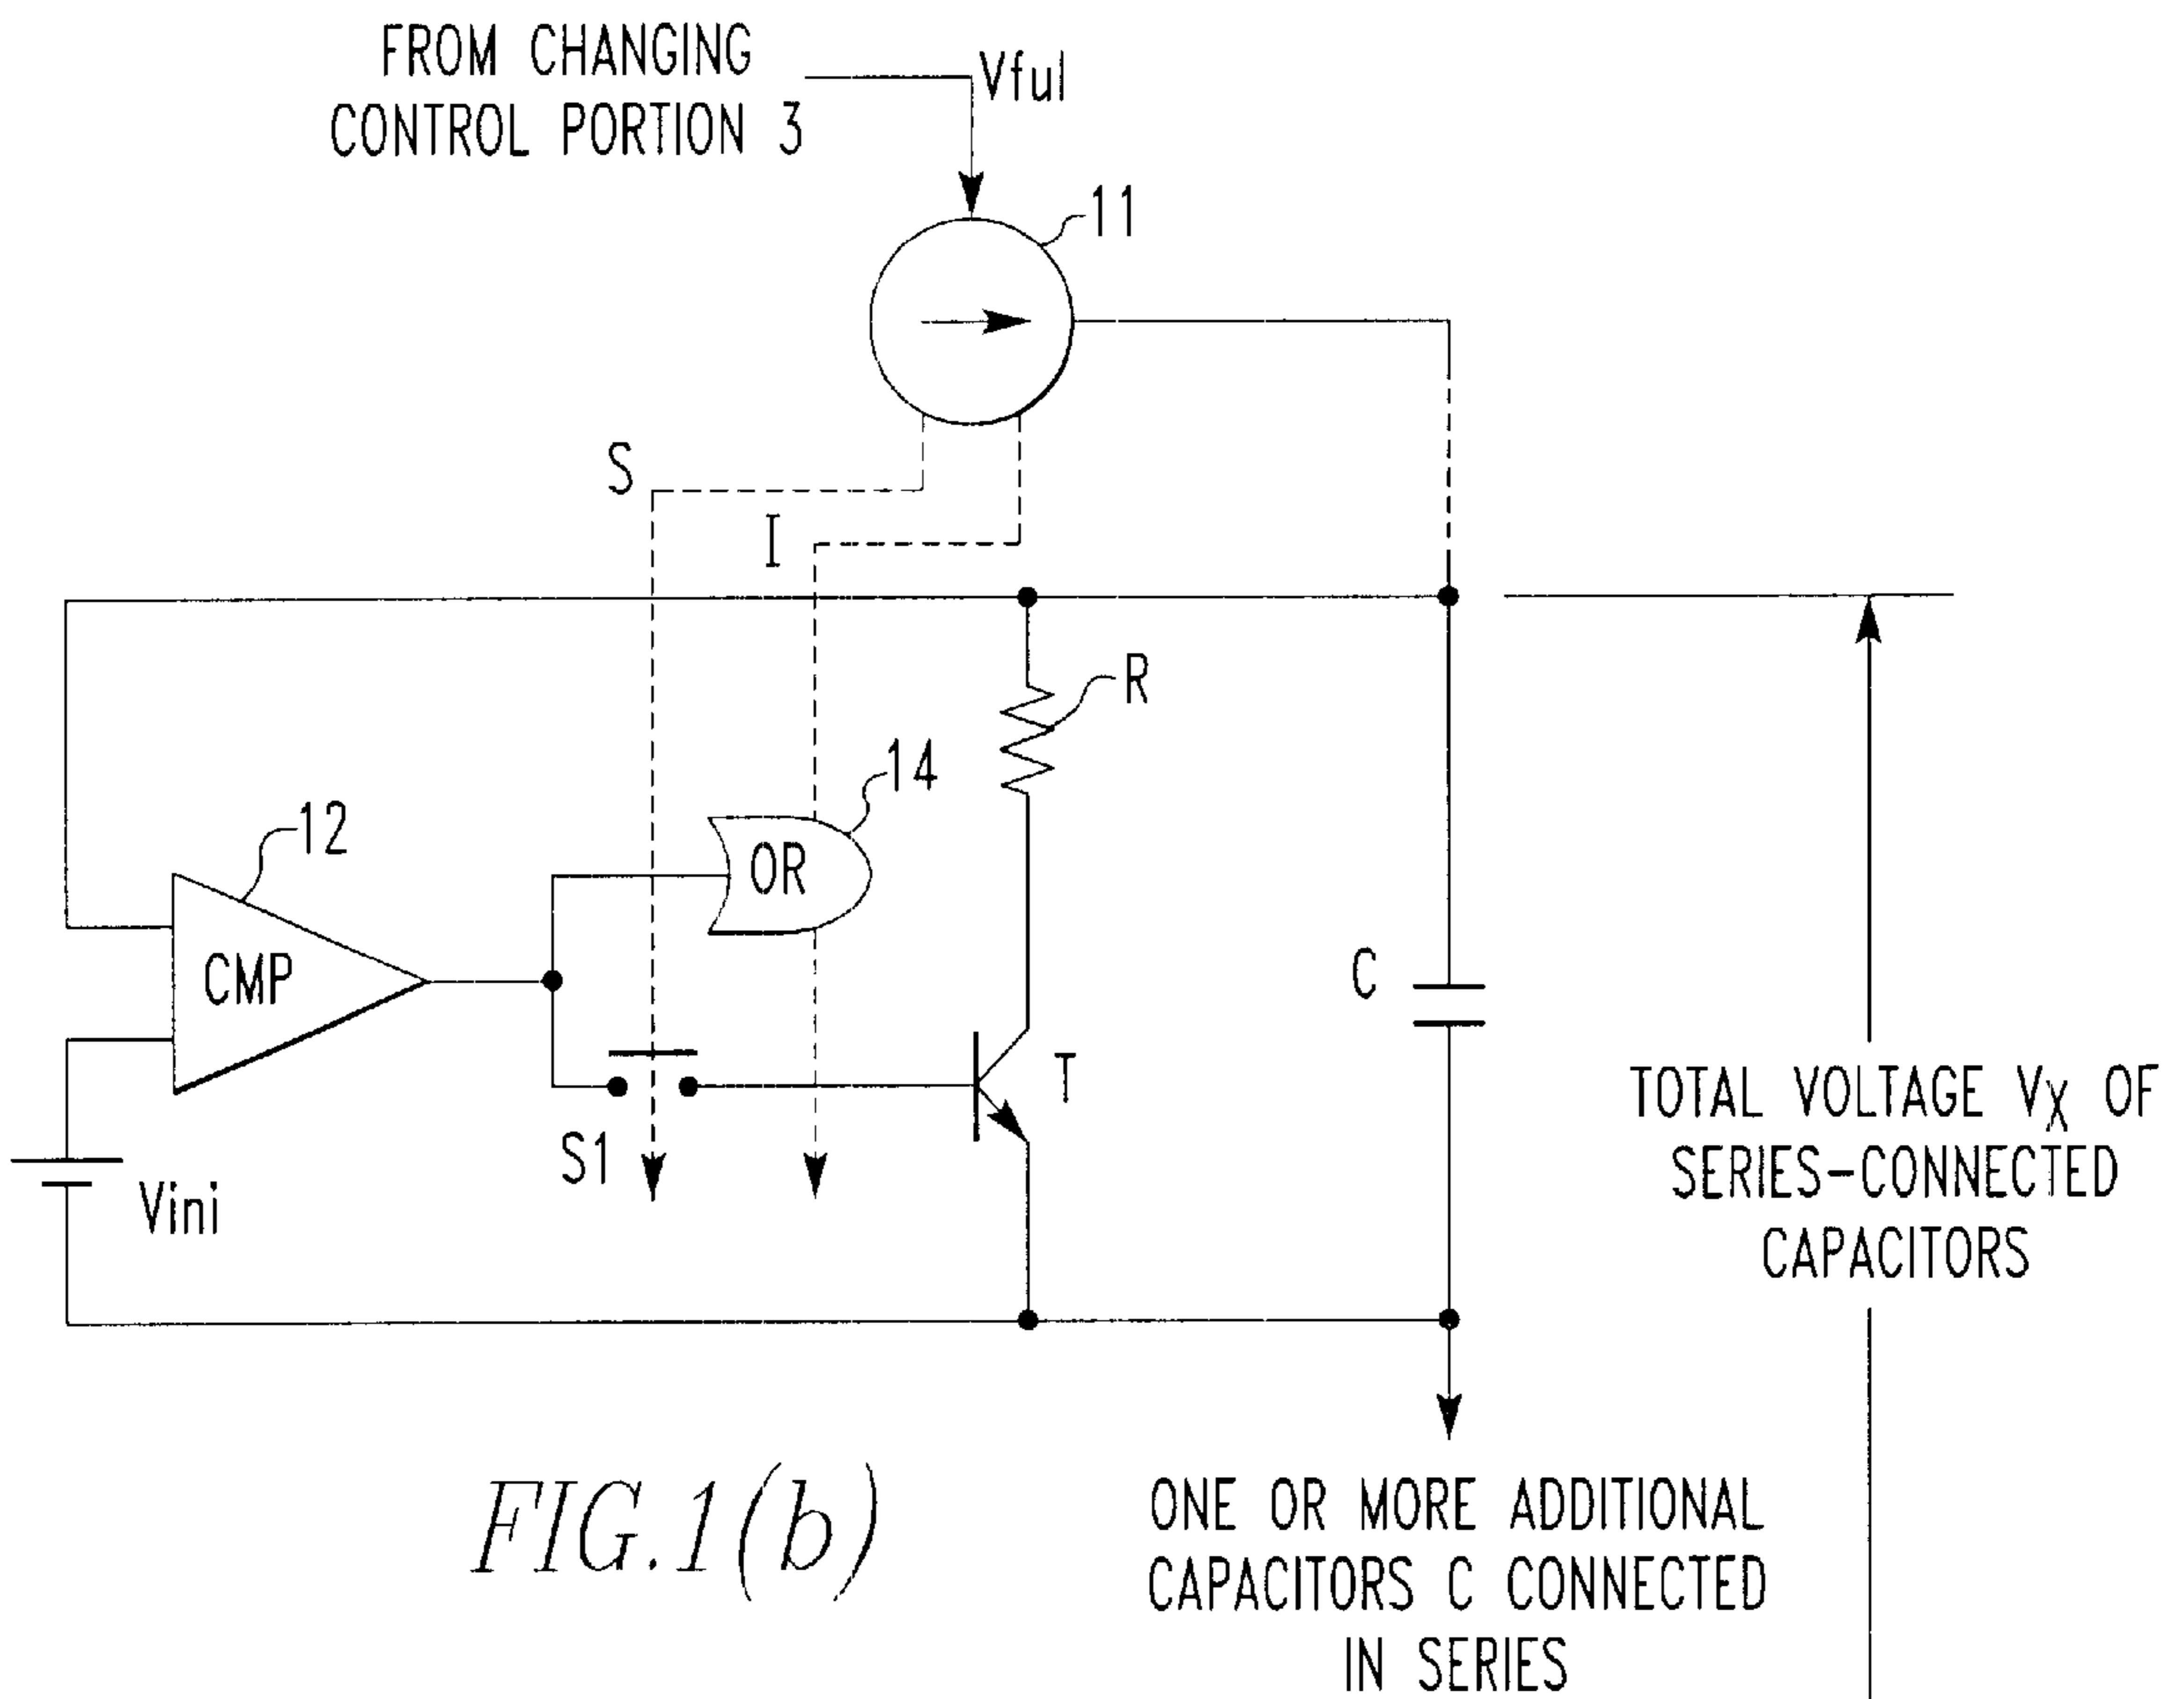 FROM CHANGING
CONTROL PORTION 3
Vful
11
S
I
R
14
12
OR
CMP
C
T
S1
Vini
TOTAL VOLTAGE VX OF
SERIES-CONNECTED
CAPACITORS
ONE OR MORE ADDITIONAL
CAPACITORS C CONNECTED
IN SERIES
FIG.1(b)